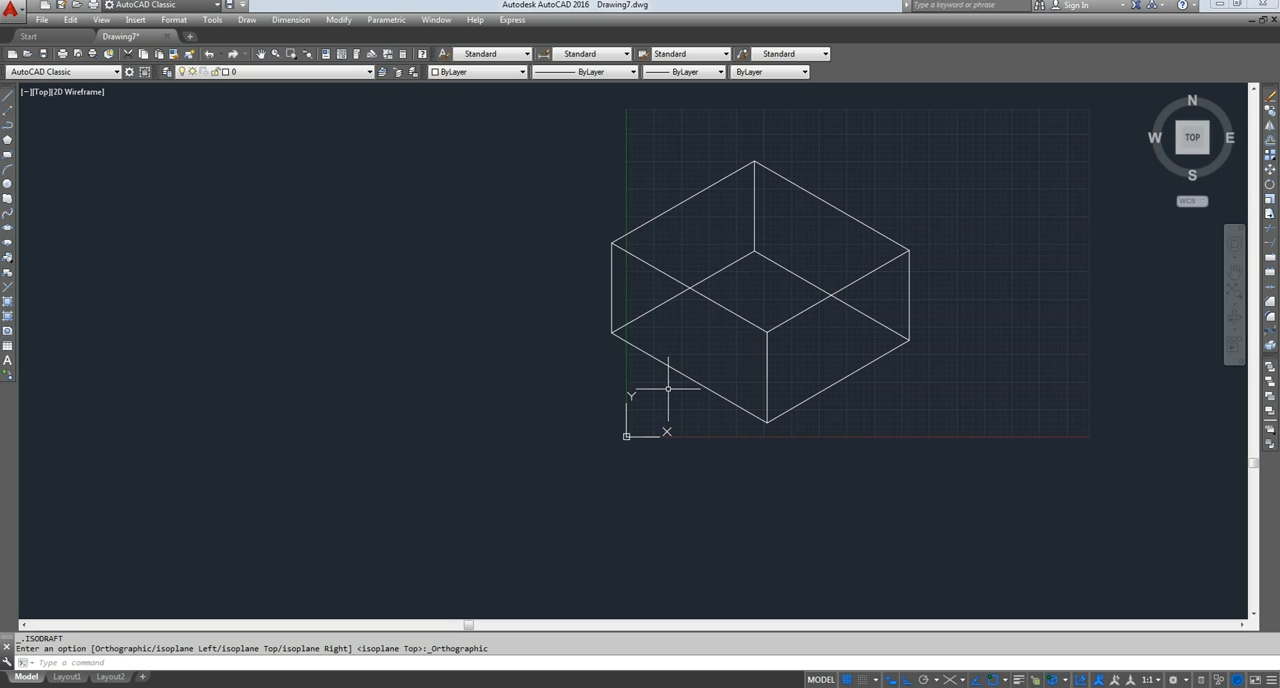 AutoCAD Classic Autodesk AutoCAD 2016 Drawing7.dwg Type a keyword or phrase Sign In
File Edit View Insert Format Tools Draw Dimension Modify Parametric Window Help Express
Start Drawing7*
Standard Standard Standard Standard
AutoCAD Classic 0 ByLayer ByLayer ByLayer ByLayer
[−][Top][2D Wireframe]
N
W TOP E
S
WCS
Y
X
_.ISODRAFT
Enter an option [Orthographic/isoplane Left/isoplane Top/isoplane Right] <isoplane Top>:_Orthographic
Type a command
Model Layout1 Layout2 + MODEL 1:1